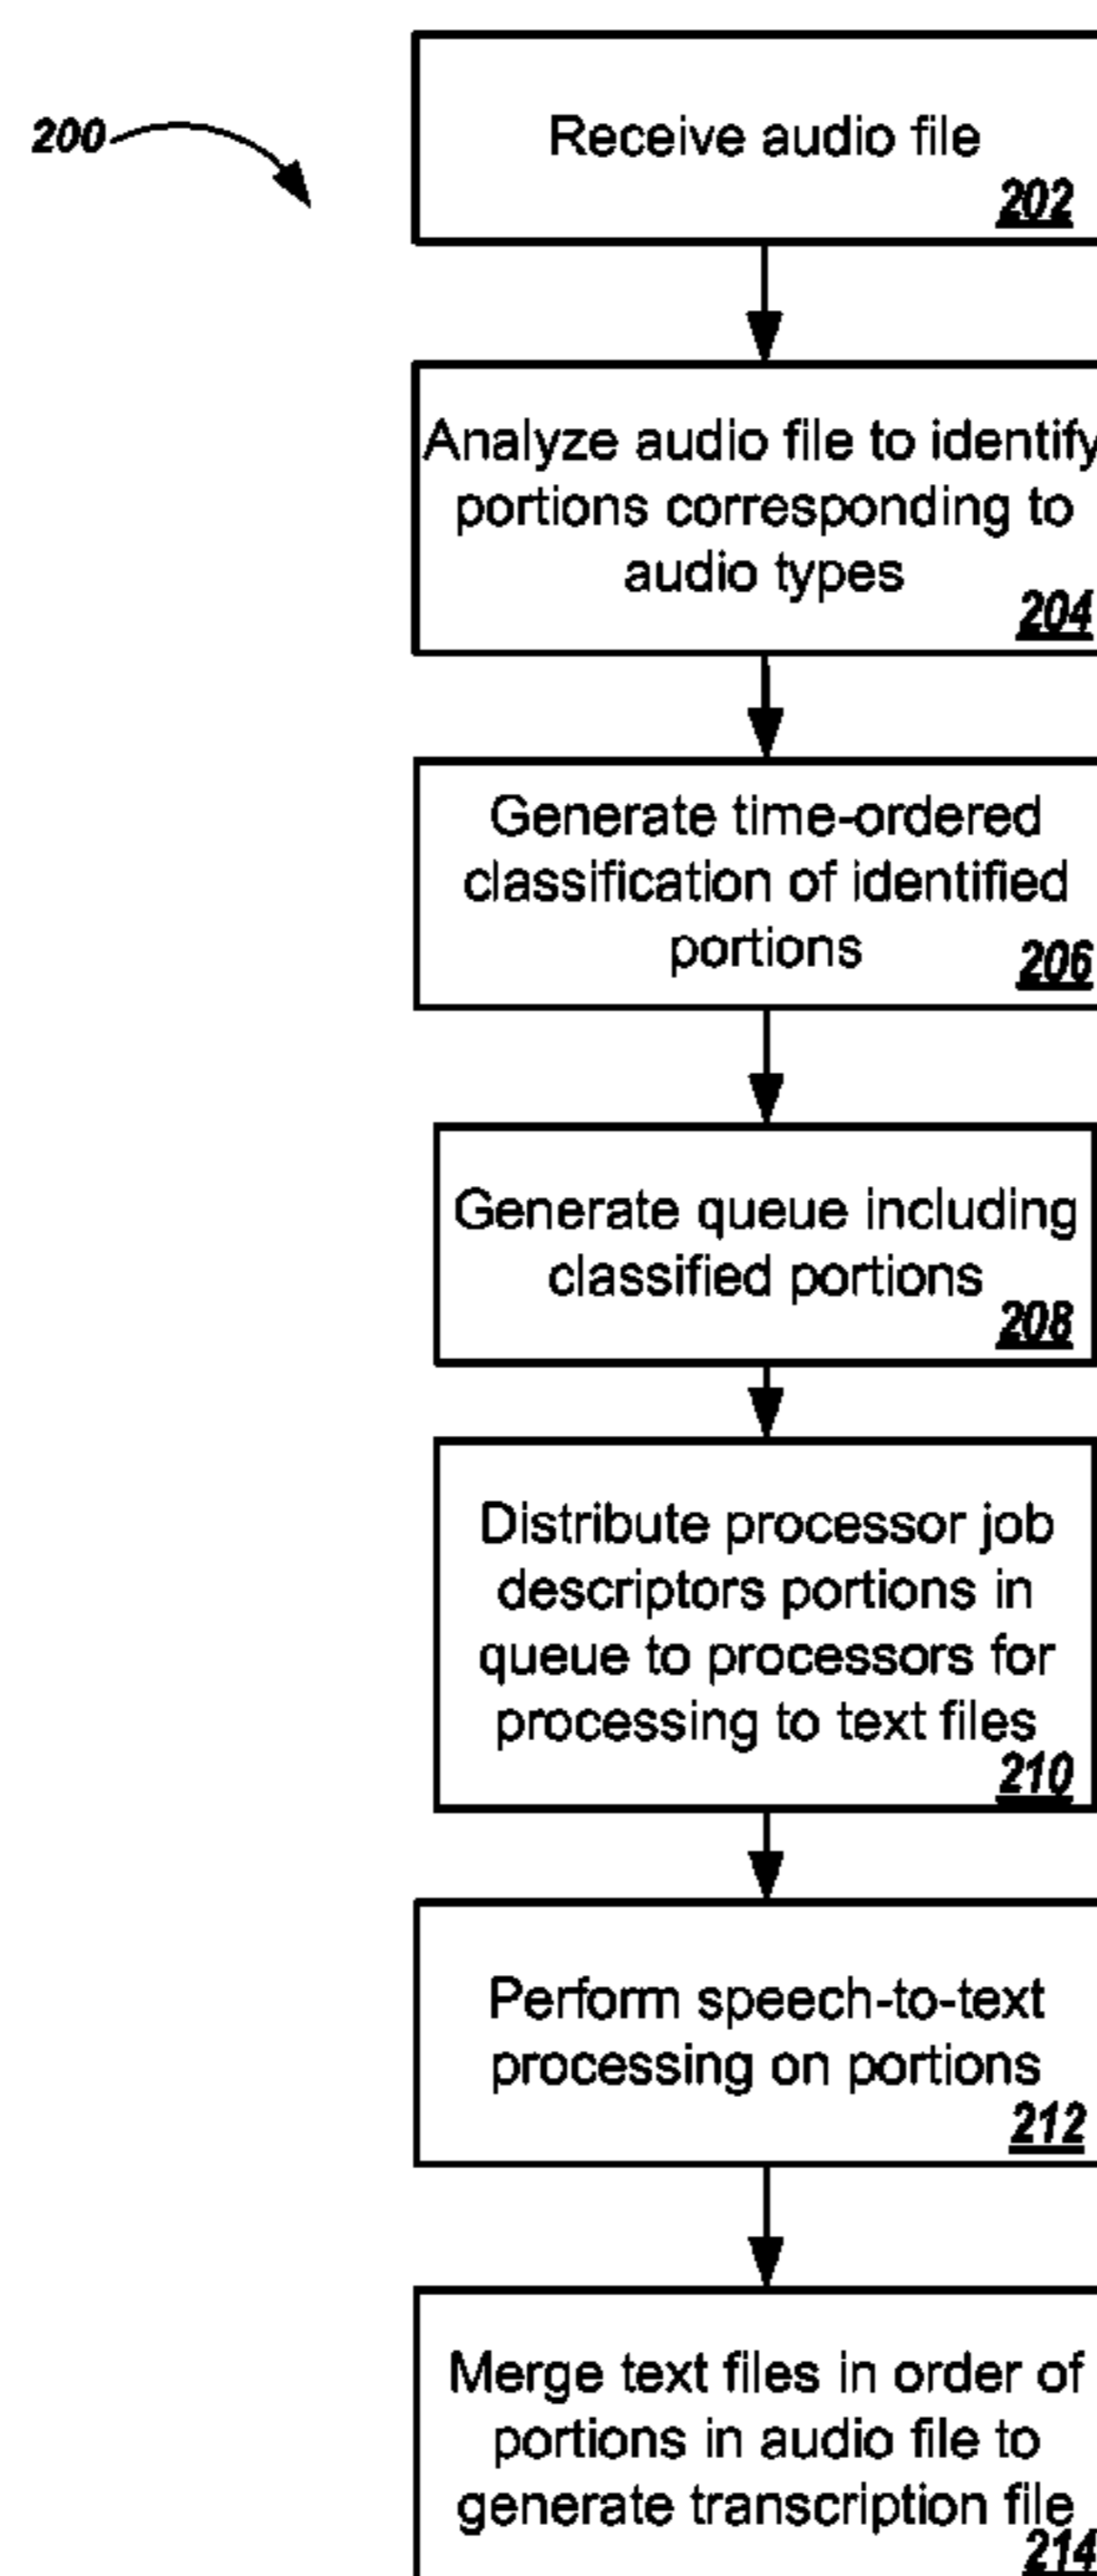 200
Receive audio file
202
Analyze audio file to identify
portions corresponding to
audio types
204
Generate time-ordered
classification of identified
portions
206
Generate queue including
classified portions
208
Distribute processor job
descriptors portions in
queue to processors for
processing to text files
210
Perform speech-to-text
processing on portions
212
Merge text files in order of
portions in audio file to
generate transcription file
214